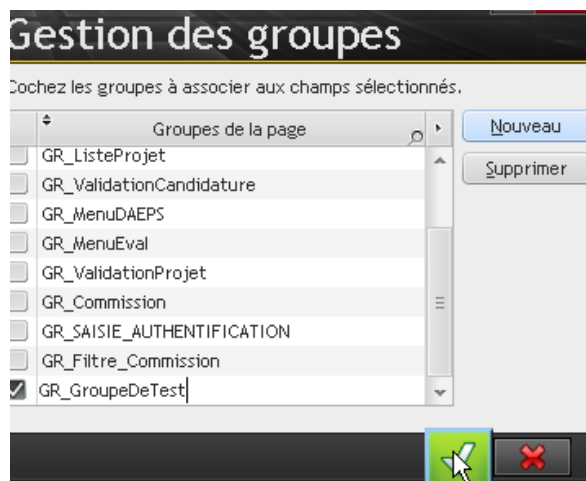 Gestion des groupes
Cochez les groupes à associer aux champs sélectionnés.
Groupes de la page
Nouveau
GR_ListeProjet
Supprimer
GR_ValidationCandidature
GR_MenuDAEPS
GR_MenuEval
GR_ValidationProjet
GR_Commission
GR_SAISIE_AUTHENTIFICATION
GR_Filtre_Commission
GR_GroupeDeTest